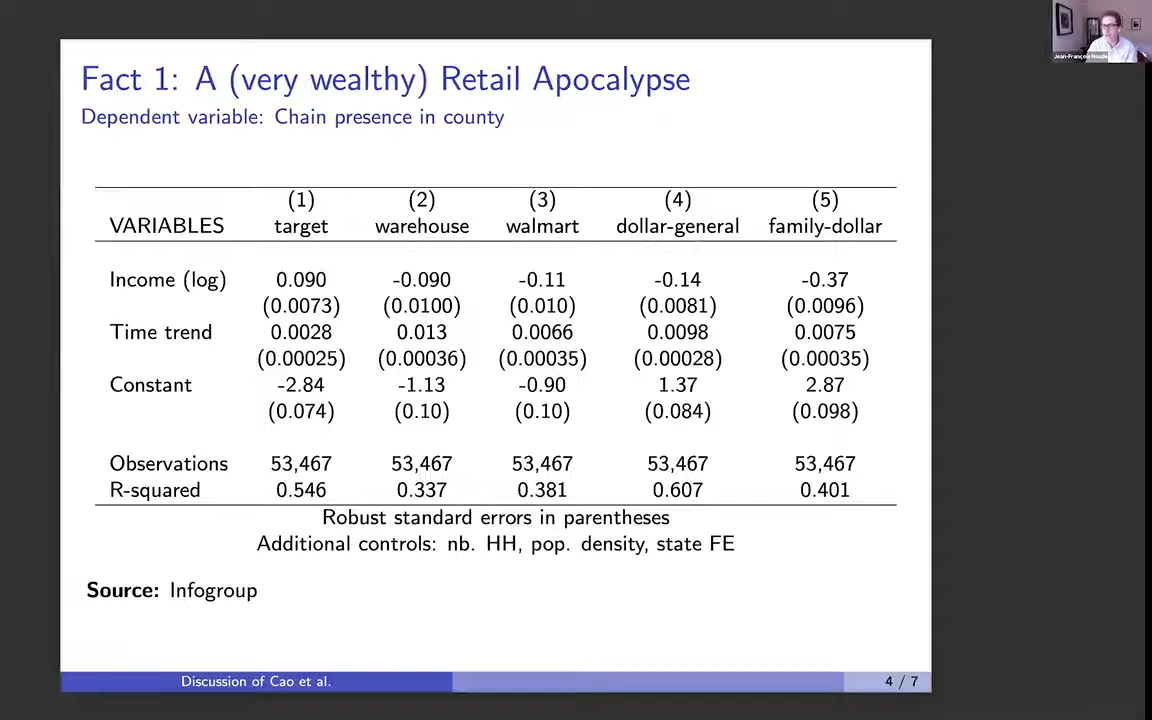 Fact 1: A (very wealthy) Retail Apocalypse
Dependent variable: Chain presence in county
(1) (2) (3) (4) (5)
VARIABLES target warehouse walmart dollar-general family-dollar
Income (log) 0.090 -0.090 -0.11 -0.14 -0.37
(0.0073) (0.0100) (0.010) (0.0081) (0.0096)
Time trend 0.0028 0.013 0.0066 0.0098 0.0075
(0.00025) (0.00036) (0.00035) (0.00028) (0.00035)
Constant -2.84 -1.13 -0.90 1.37 2.87
(0.074) (0.10) (0.10) (0.084) (0.098)
Observations 53,467 53,467 53,467 53,467 53,467
R-squared 0.546 0.337 0.381 0.607 0.401
Robust standard errors in parentheses
Additional controls: nb. HH, pop. density, state FE
Source: Infogroup
Discussion of Cao et al.
4 / 7
Jean-François